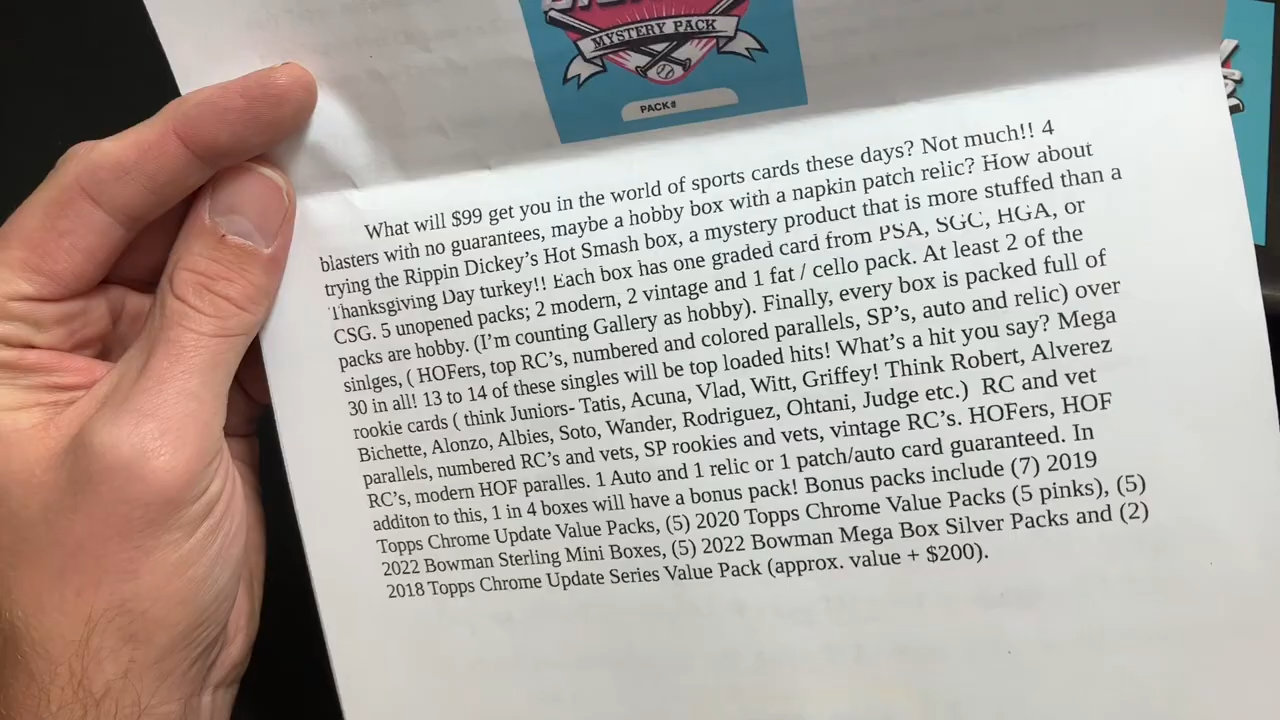 MYSTERY PACK
PACK#
What will $99 get you in the world of sports cards these days? Not much!! 4
blasters with no guarantees, maybe a hobby box with a napkin patch relic? How about
trying the Rippin Dickey's Hot Smash box, a mystery product that is more stuffed than a
Thanksgiving Day turkey!! Each box has one graded card from PSA, SGC, HGA, or
CSG. 5 unopened packs; 2 modern, 2 vintage and 1 fat / cello pack. At least 2 of the
packs are hobby. (I'm counting Gallery as hobby). Finally, every box is packed full of
sinlges, ( HOFers, top RC's, numbered and colored parallels, SP's, auto and relic) over
30 in all! 13 to 14 of these singles will be top loaded hits! What's a hit you say? Mega
rookie cards ( think Juniors- Tatis, Acuna, Vlad, Witt, Griffey! Think Robert, Alverez
Bichette, Alonzo, Albies, Soto, Wander, Rodriguez, Ohtani, Judge etc.) RC and vet
parallels, numbered RC's and vets, SP rookies and vets, vintage RC's. HOFers, HOF
RC's, modern HOF paralles. 1 Auto and 1 relic or 1 patch/auto card guaranteed. In
additon to this, 1 in 4 boxes will have a bonus pack! Bonus packs include (7) 2019
Topps Chrome Update Value Packs, (5) 2020 Topps Chrome Value Packs (5 pinks), (5)
2022 Bowman Sterling Mini Boxes, (5) 2022 Bowman Mega Box Silver Packs and (2)
2018 Topps Chrome Update Series Value Pack (approx. value + $200).